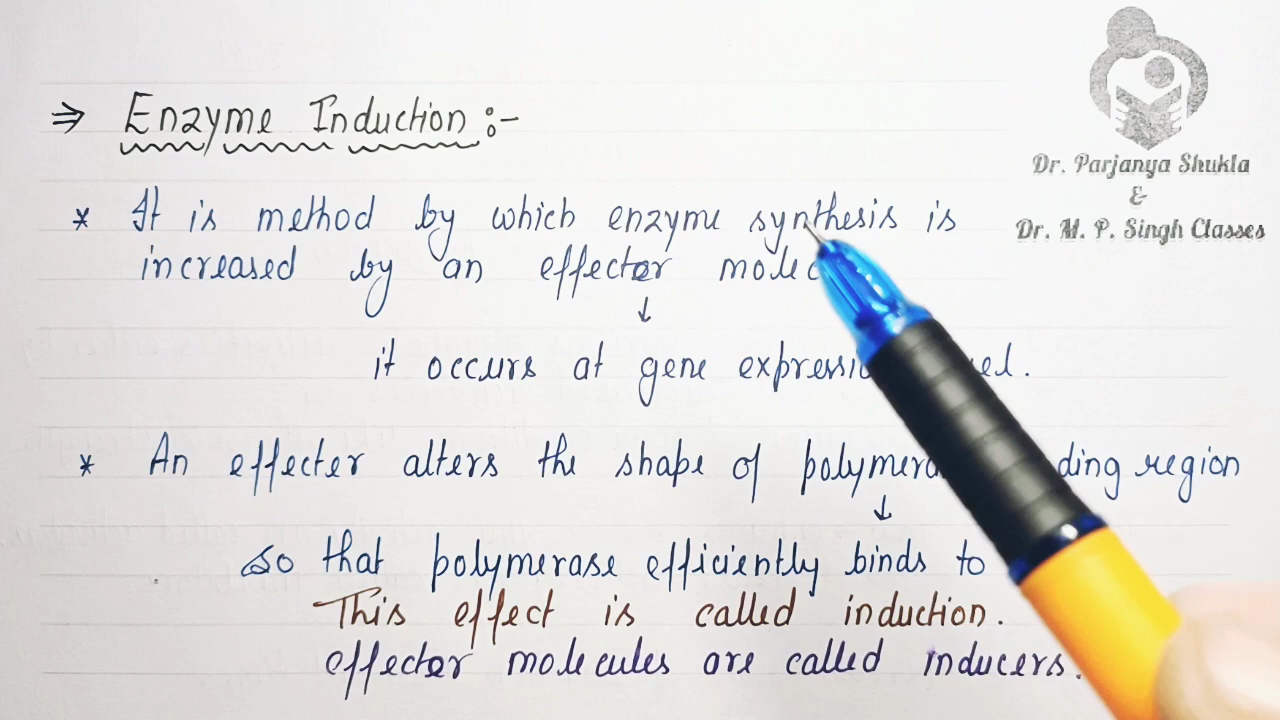 ⇒ Enzyme Induction :-
* It is method by which enzyme synthesis is
increased by an effector
↓
it occurs at gene
* An effecter alters the shape of region
↓
so that polymerase efficiently binds to
This effect is called induction.
effector molecules are called inducers.
Dr. Parjanya Shukla
&
Dr. M. P. Singh Classes